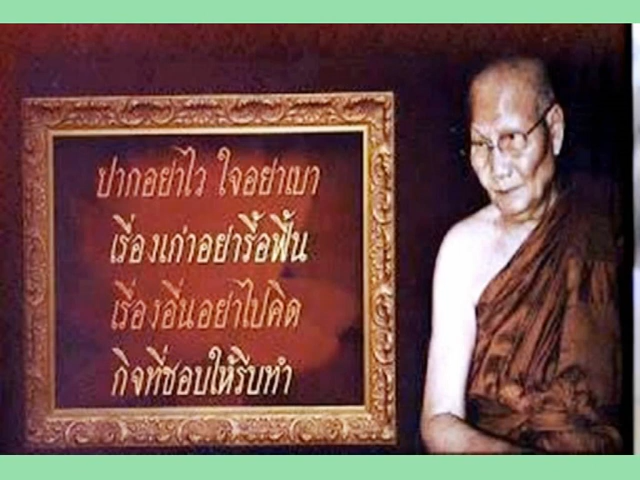 ปากอย่าไว ใจอย่าเบา
เรื่องเก่าอย่ารื้อฟื้น
เรื่องอื่นอย่าไปคิด
กิจที่ชอบให้รีบทำ